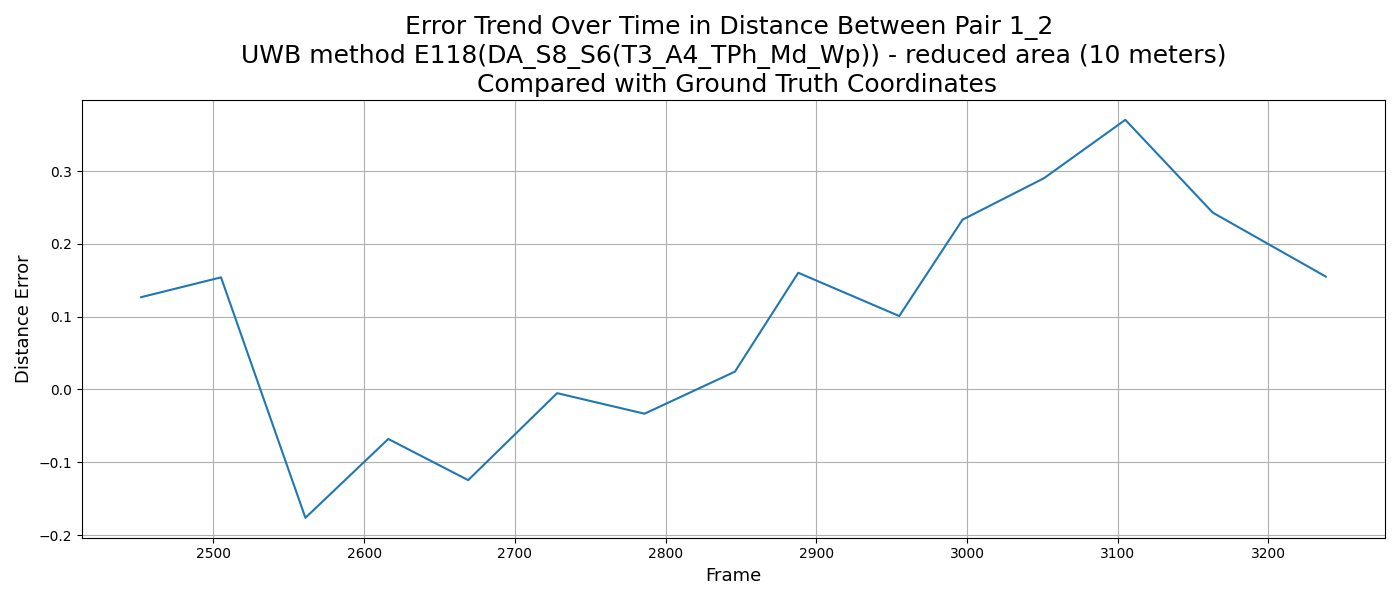 Error Trend Over Time in Distance Between Pair 1_2
UWB method E118(DA_S8_S6(T3_A4_TPh_Md_Wp)) - reduced area (10 meters)
Compared with Ground Truth Coordinates
Distance Error
0.3
0.2
0.1
0.0
−0.1
−0.2
2500 2600 2700 2800 2900 3000 3100 3200
Frame